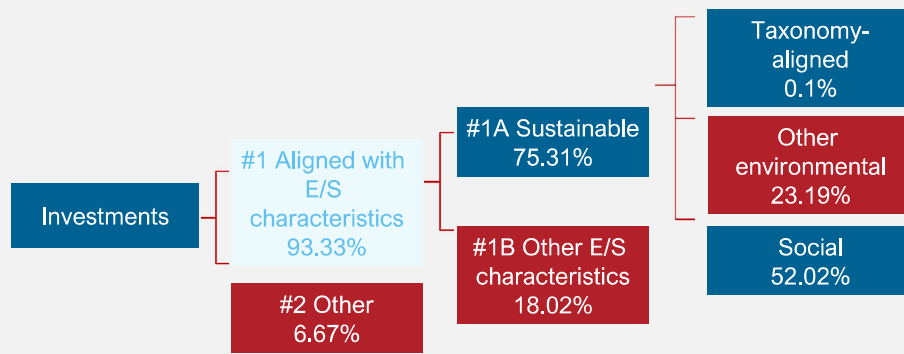 Investments
#1 Aligned with
E/S
characteristics
93.33%
#2 Other
6.67%
#1A Sustainable
75.31%
#1B Other E/S
characteristics
18.02%
Taxonomy-
aligned
0.1%
Other
environmental
23.19%
Social
52.02%